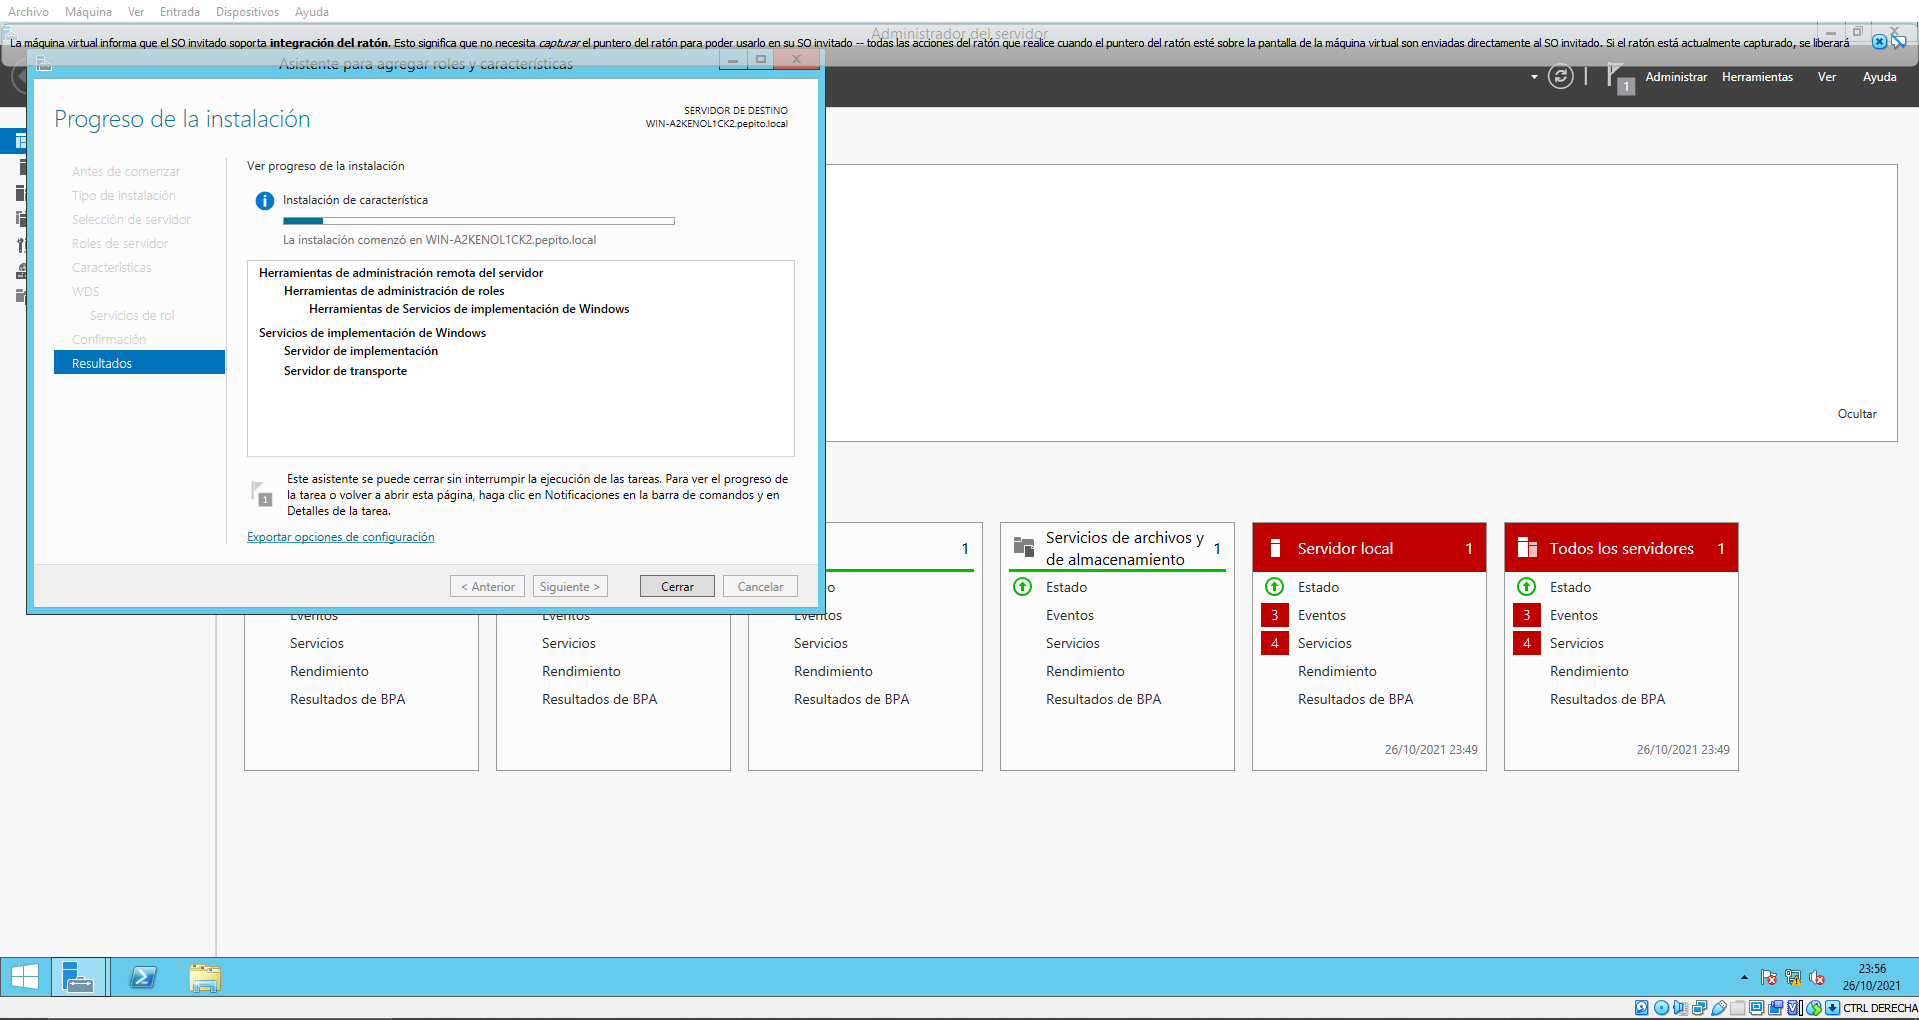 Archivo Máquina Ver Entrada Dispositivos Ayuda
Administrador del servidor
La máquina virtual informa que el SO invitado soporta integración del ratón. Esto significa que no necesita capturar el puntero del ratón para poder usarlo en su SO invitado -- todas las acciones del ratón que realice cuando el puntero del ratón esté sobre la pantalla de la máquina virtual son enviadas directamente al SO invitado. Si el ratón está actualmente capturado, se liberará
Asistente para agregar roles y características
1 Administrar Herramientas Ver Ayuda
Progreso de la instalación
SERVIDOR DE DESTINO
WIN-A2KENOL1CK2.pepito.local
Antes de comenzar
Tipo de instalación
Selección de servidor
Roles de servidor
Características
WDS
Servicios de rol
Confirmación
Resultados
Ver progreso de la instalación
Instalación de característica
La instalación comenzó en WIN-A2KENOL1CK2.pepito.local
Herramientas de administración remota del servidor
Herramientas de administración de roles
Herramientas de Servicios de implementación de Windows
Servicios de implementación de Windows
Servidor de implementación
Servidor de transporte
1
Este asistente se puede cerrar sin interrumpir la ejecución de las tareas. Para ver el progreso de
la tarea o volver a abrir esta página, haga clic en Notificaciones en la barra de comandos y en
Detalles de la tarea.
Exportar opciones de configuración
< Anterior Siguiente > Cerrar Cancelar
Ocultar
Eventos
Servicios
Rendimiento
Resultados de BPA
Eventos
Servicios
Rendimiento
Resultados de BPA
1
o
Eventos
Servicios
Rendimiento
Resultados de BPA
Servicios de archivos y
de almacenamiento 1
Estado
Eventos
Servicios
Rendimiento
Resultados de BPA
Servidor local 1
Estado
3 Eventos
4 Servicios
Rendimiento
Resultados de BPA
26/10/2021 23:49
Todos los servidores 1
Estado
3 Eventos
4 Servicios
Rendimiento
Resultados de BPA
26/10/2021 23:49
23:56
26/10/2021
CTRL DERECHA